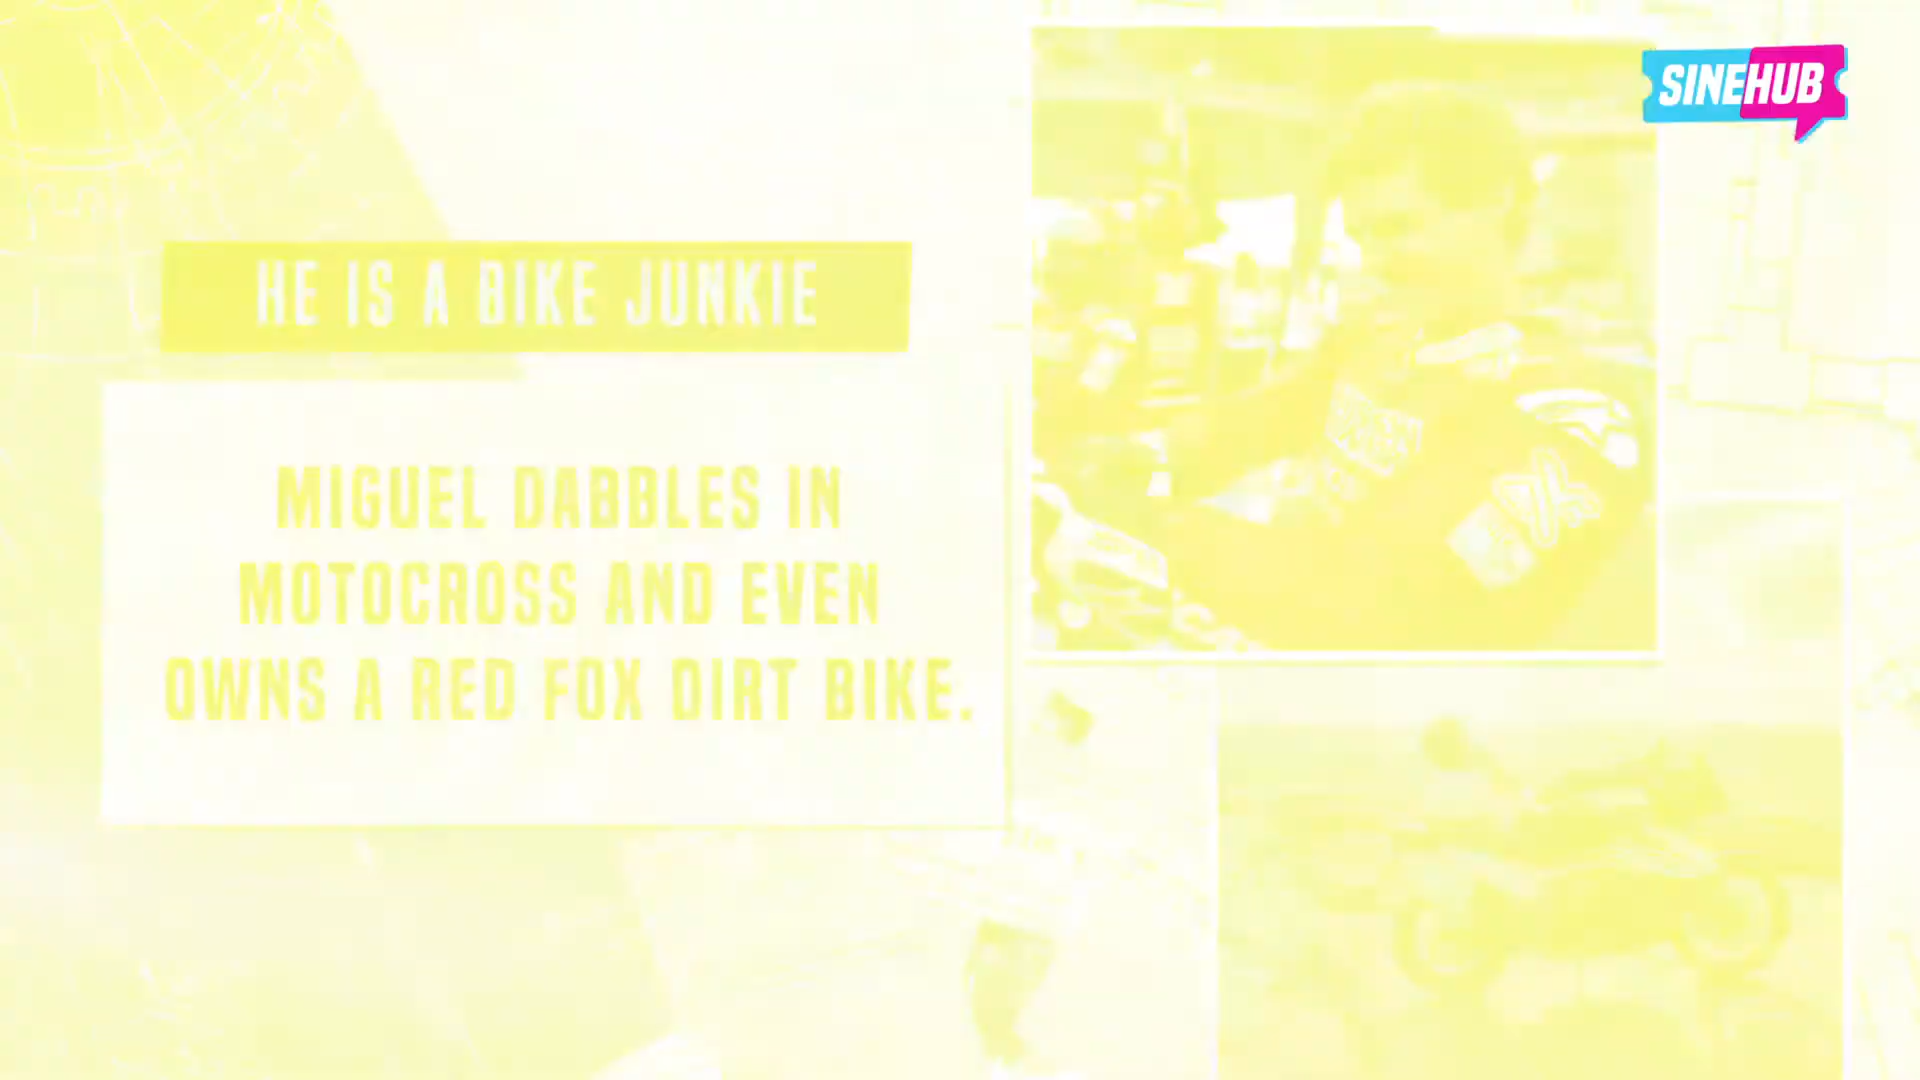 SINEHUB
HE IS A BIKE JUNKIE
MIGUEL DABBLES IN
MOTOCROSS AND EVEN
OWNS A RED FOX DIRT BIKE.